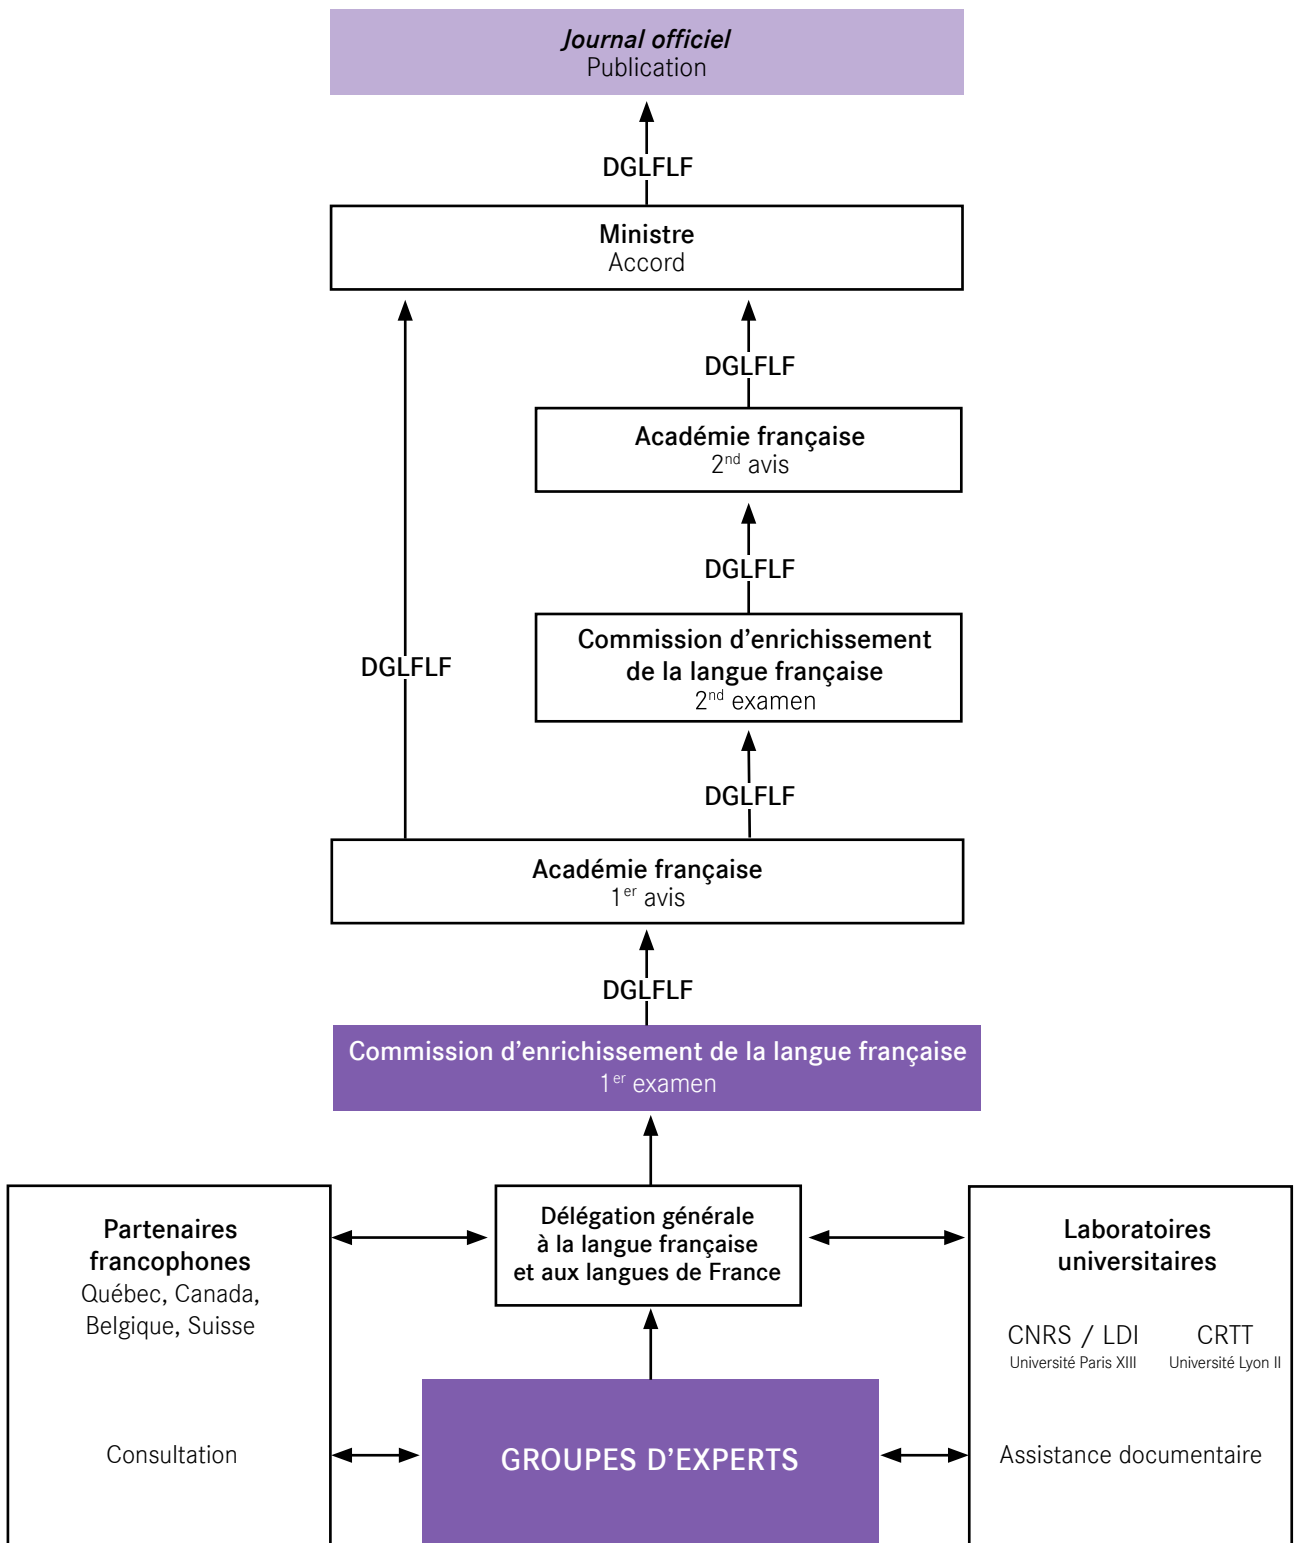 Journal officiel
Publication
DGLFLF
Ministre
Accord
DGLFLF
Académie française
2nd avis
DGLFLF
Commission d’enrichissement
de la langue française
2nd examen
DGLFLF
DGLFLF
Académie française
1er avis
DGLFLF
Commission d’enrichissement de la langue française
1er examen
Partenaires
francophones
Québec, Canada,
Belgique, Suisse
Consultation
Délégation générale
à la langue française
et aux langues de France
GROUPES D’EXPERTS
Laboratoires
universitaires
CNRS / LDI
Université Paris XIII
CRTT
Université Lyon II
Assistance documentaire